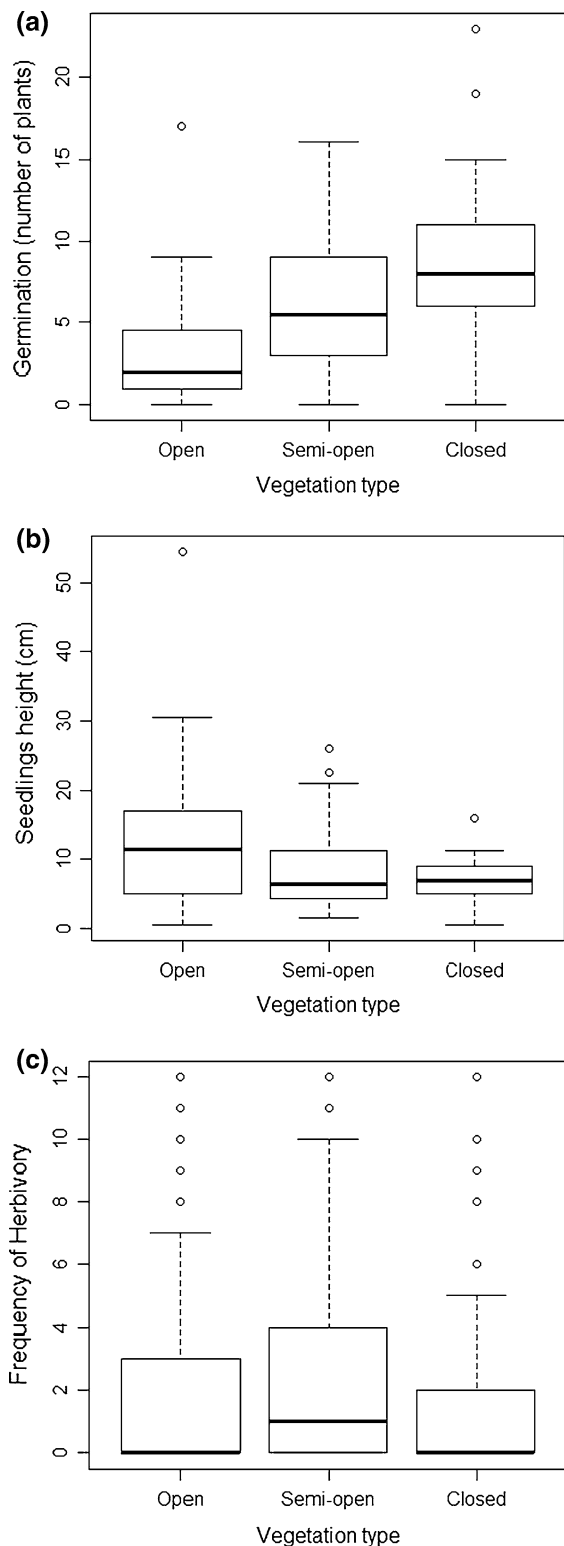 (a)
Germination (number of plants)
20
15
10
5
0
Open Semi-open Closed
Vegetation type
(b)
Seedlings height (cm)
50
40
30
20
10
0
Open Semi-open Closed
Vegetation type
(c)
Frequency of Herbivory
12
10
8
6
4
2
0
Open Semi-open Closed
Vegetation type